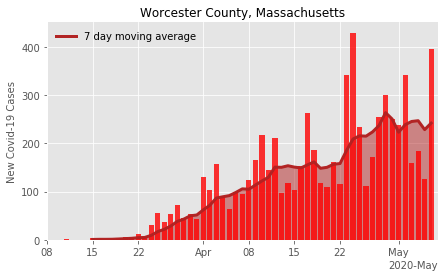 Worcester County, Massachusetts
7 day moving average
New Covid-19 Cases
400
300
200
100
0
08
15
22
Apr
08
15
22
May
2020-May